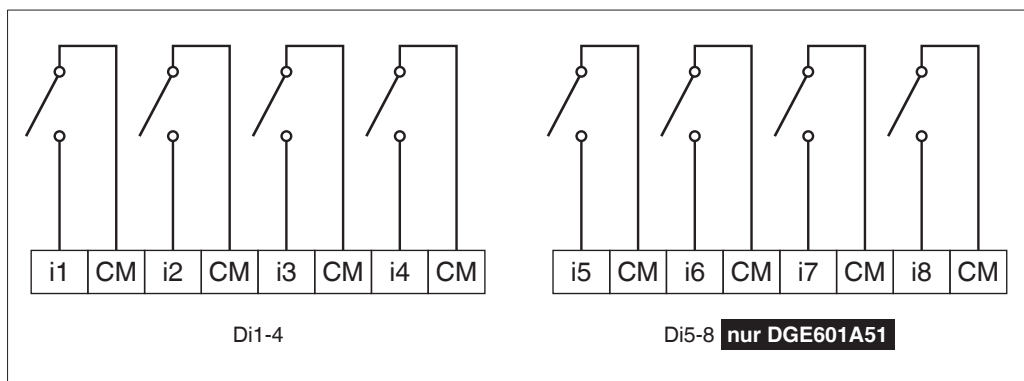 i1 CM i2 CM i3 CM i4 CM i5 CM i6 CM i7 CM i8 CM
Di1-4 Di5-8 nur DGE601A51